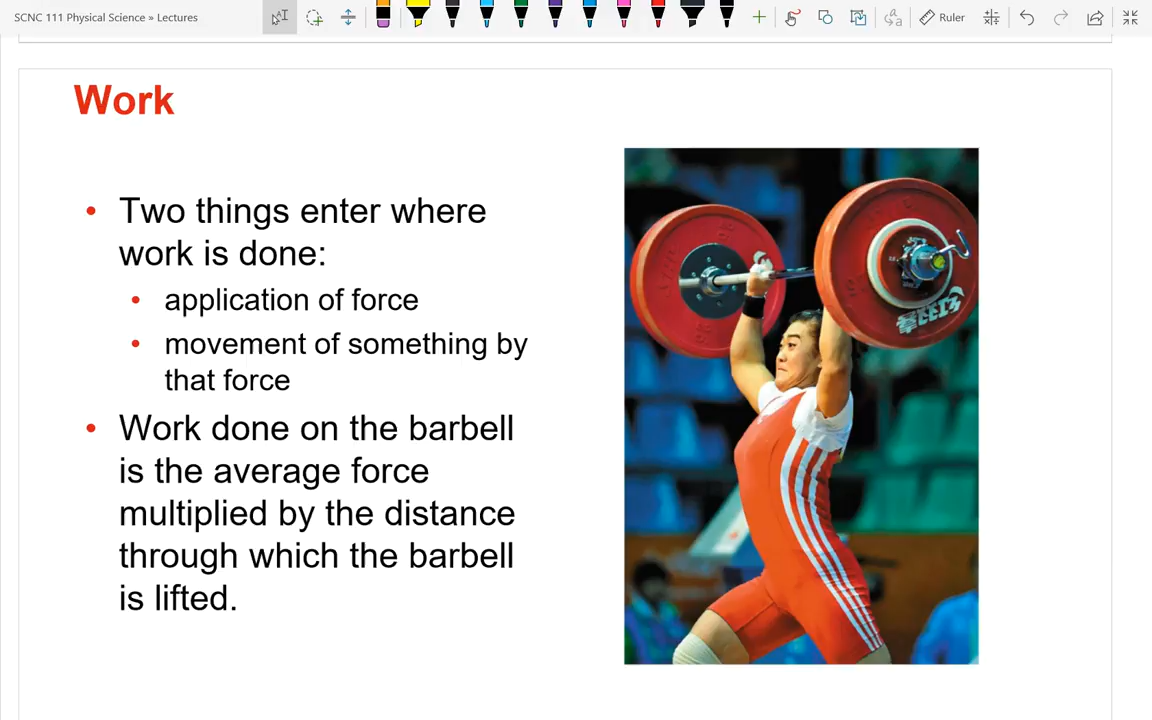 SCNC 111 Physical Science » Lectures
Ruler
Work
• Two things enter where
work is done:
• application of force
• movement of something by
that force
• Work done on the barbell
is the average force
multiplied by the distance
through which the barbell
is lifted.